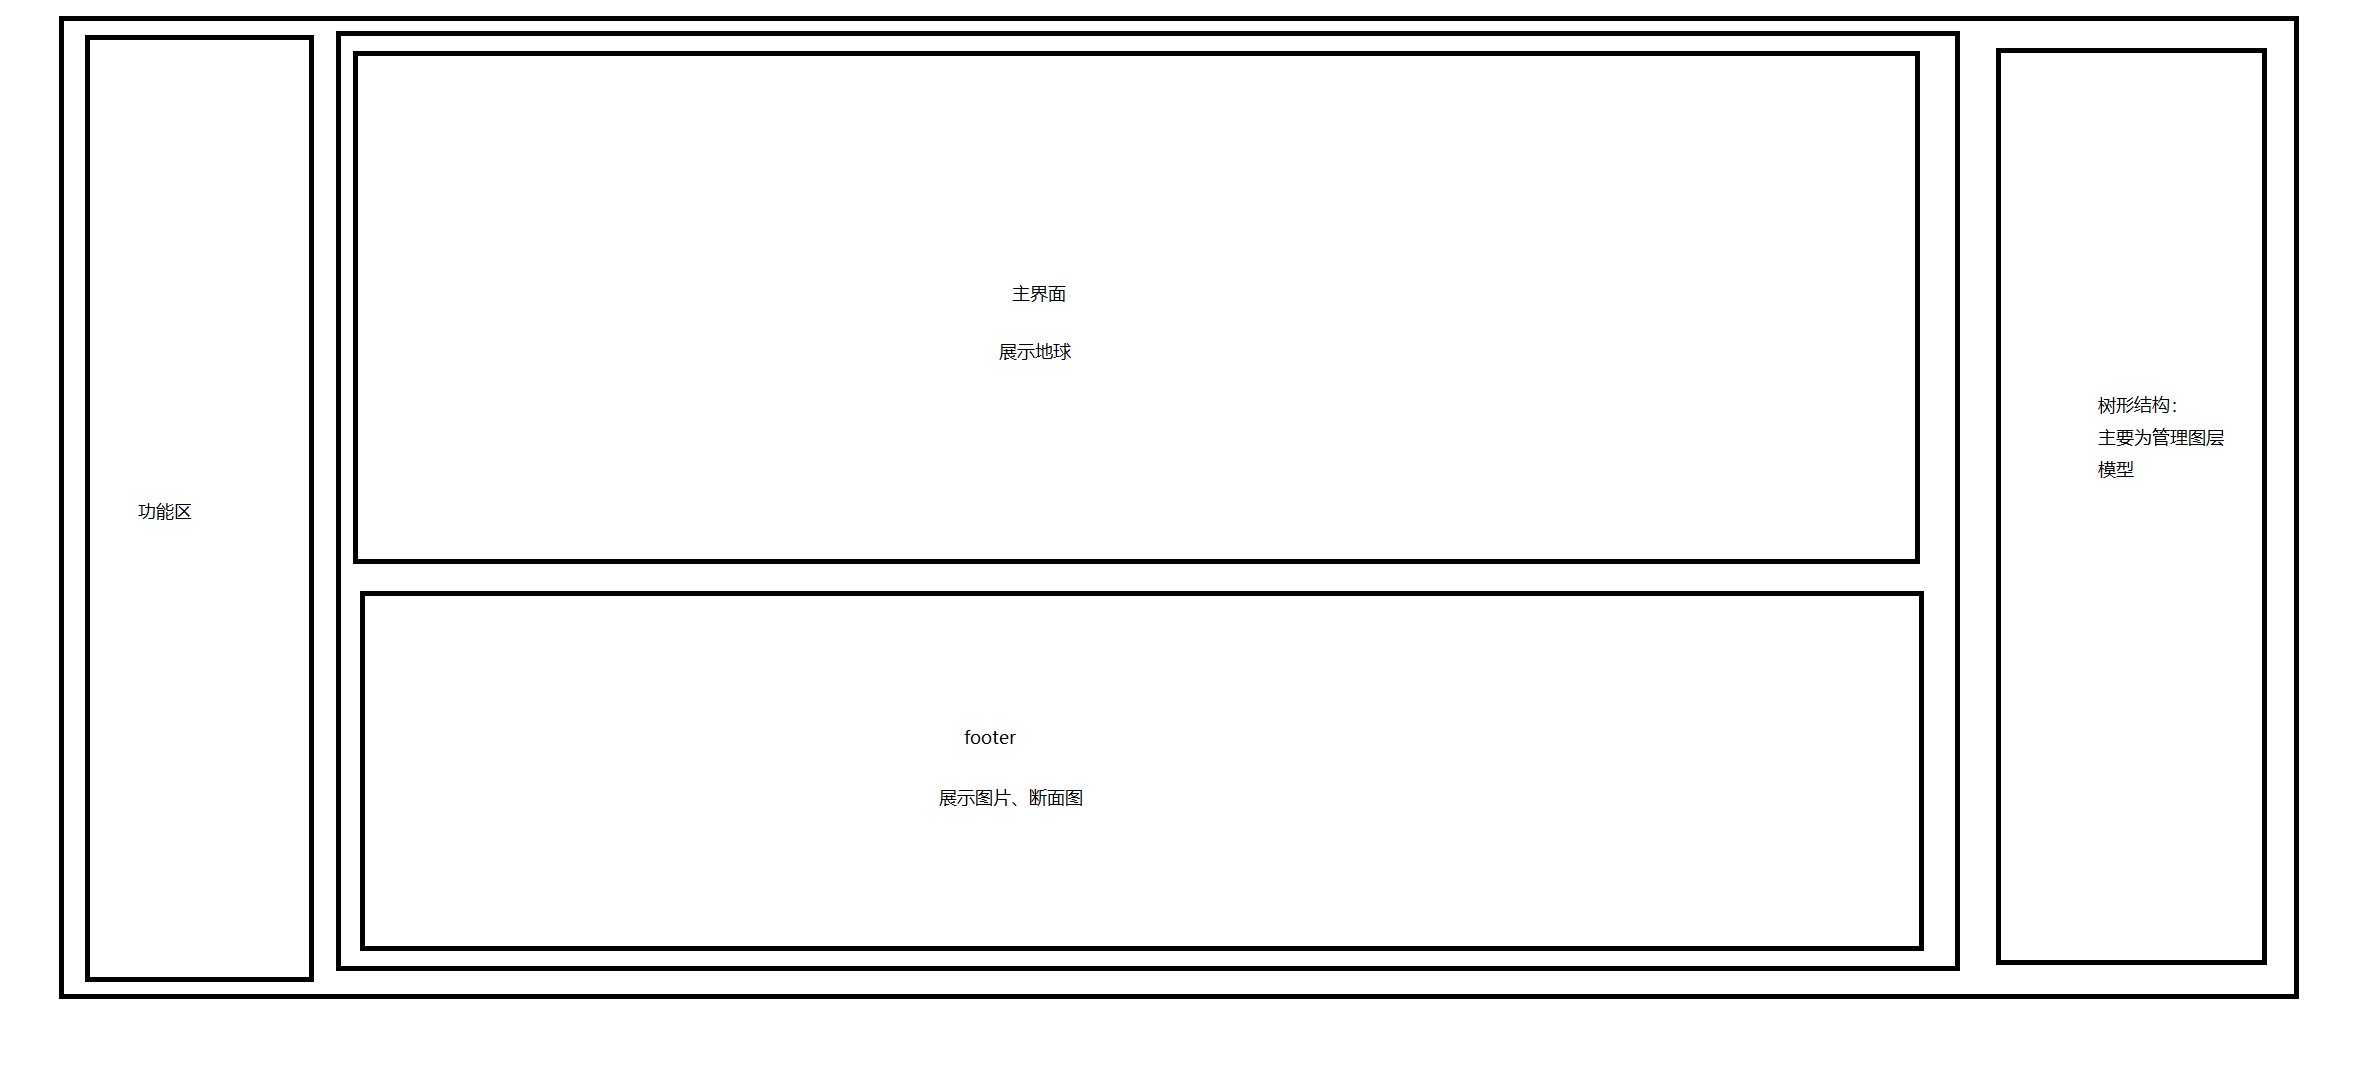 功能区
主界面
展示地球
footer
展示图片、断面图
树形结构：
主要为管理图层
模型